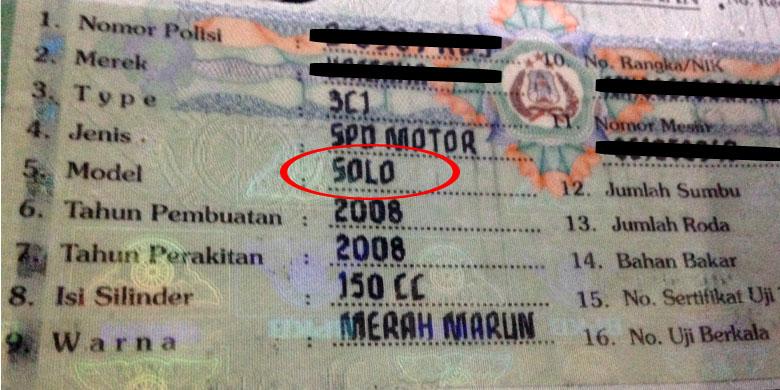 1. Nomor Polisi :
2. Merek :
3. Type : 3C1
4. Jenis : SPD MOTOR
5. Model : SOLO
6. Tahun Pembuatan : 2008
7. Tahun Perakitan : 2008
8. Isi Silinder : 150 CC
9. Warna : MERAH MARUN
10. No. Rangka/NIK
11. Nomor Mesin
12. Jumlah Sumbu
13. Jumlah Roda
14. Bahan Bakar
15. No. Sertifikat Uji
16. No. Uji Berkala